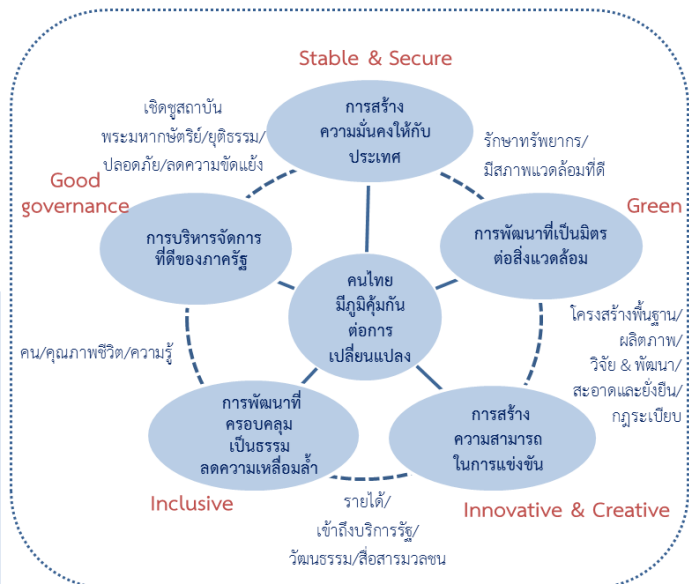 Stable & Secure
การสร้าง
ความมั่นคงให้กับ
ประเทศ
เชิดชูสถาบัน
พระมหากษัตริย์/ยุติธรรม/
ปลอดภัย/ลดความขัดแย้ง
รักษาทรัพยากร/
มีสภาพแวดล้อมที่ดี
Good
governance
Green
การบริหารจัดการ
ที่ดีของภาครัฐ
การพัฒนาที่เป็นมิตร
ต่อสิ่งแวดล้อม
คนไทย
มีภูมิคุ้มกัน
ต่อการ
เปลี่ยนแปลง
คน/คุณภาพชีวิต/ความรู้
โครงสร้างพื้นฐาน/
ผลิตภาพ/
วิจัย & พัฒนา/
สะอาดและยั่งยืน/
กฎระเบียบ
การพัฒนาที่
ครอบคลุม
เป็นธรรม
ลดความเหลื่อมล้ำ
การสร้าง
ความสามารถ
ในการแข่งขัน
Inclusive
รายได้/
เข้าถึงบริการรัฐ/
วัฒนธรรม/สื่อสารมวลชน
Innovative & Creative